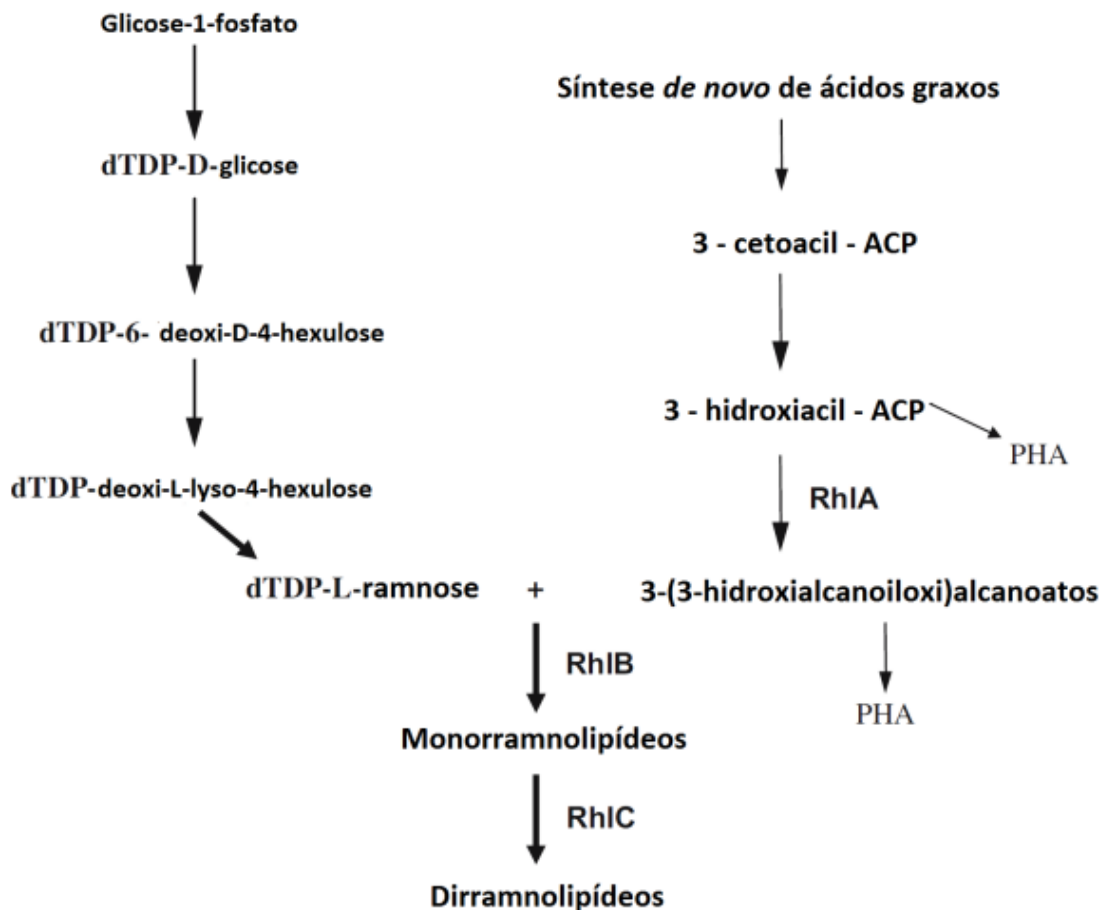 Glicose-1-fosfato
Síntese de novo de ácidos graxos
dTDP-D-glicose
3 - cetoacil - ACP
dTDP-6- deoxi-D-4-hexulose
3 - hidroxiacil - ACP
PHA
dTDP-deoxi-L-lyso-4-hexulose
RhlA
dTDP-L-ramnose + 3-(3-hidroxialcanoiloxi)alcanoatos
RhlB
PHA
Monorramnolipídeos
RhlC
Dirramnolipídeos